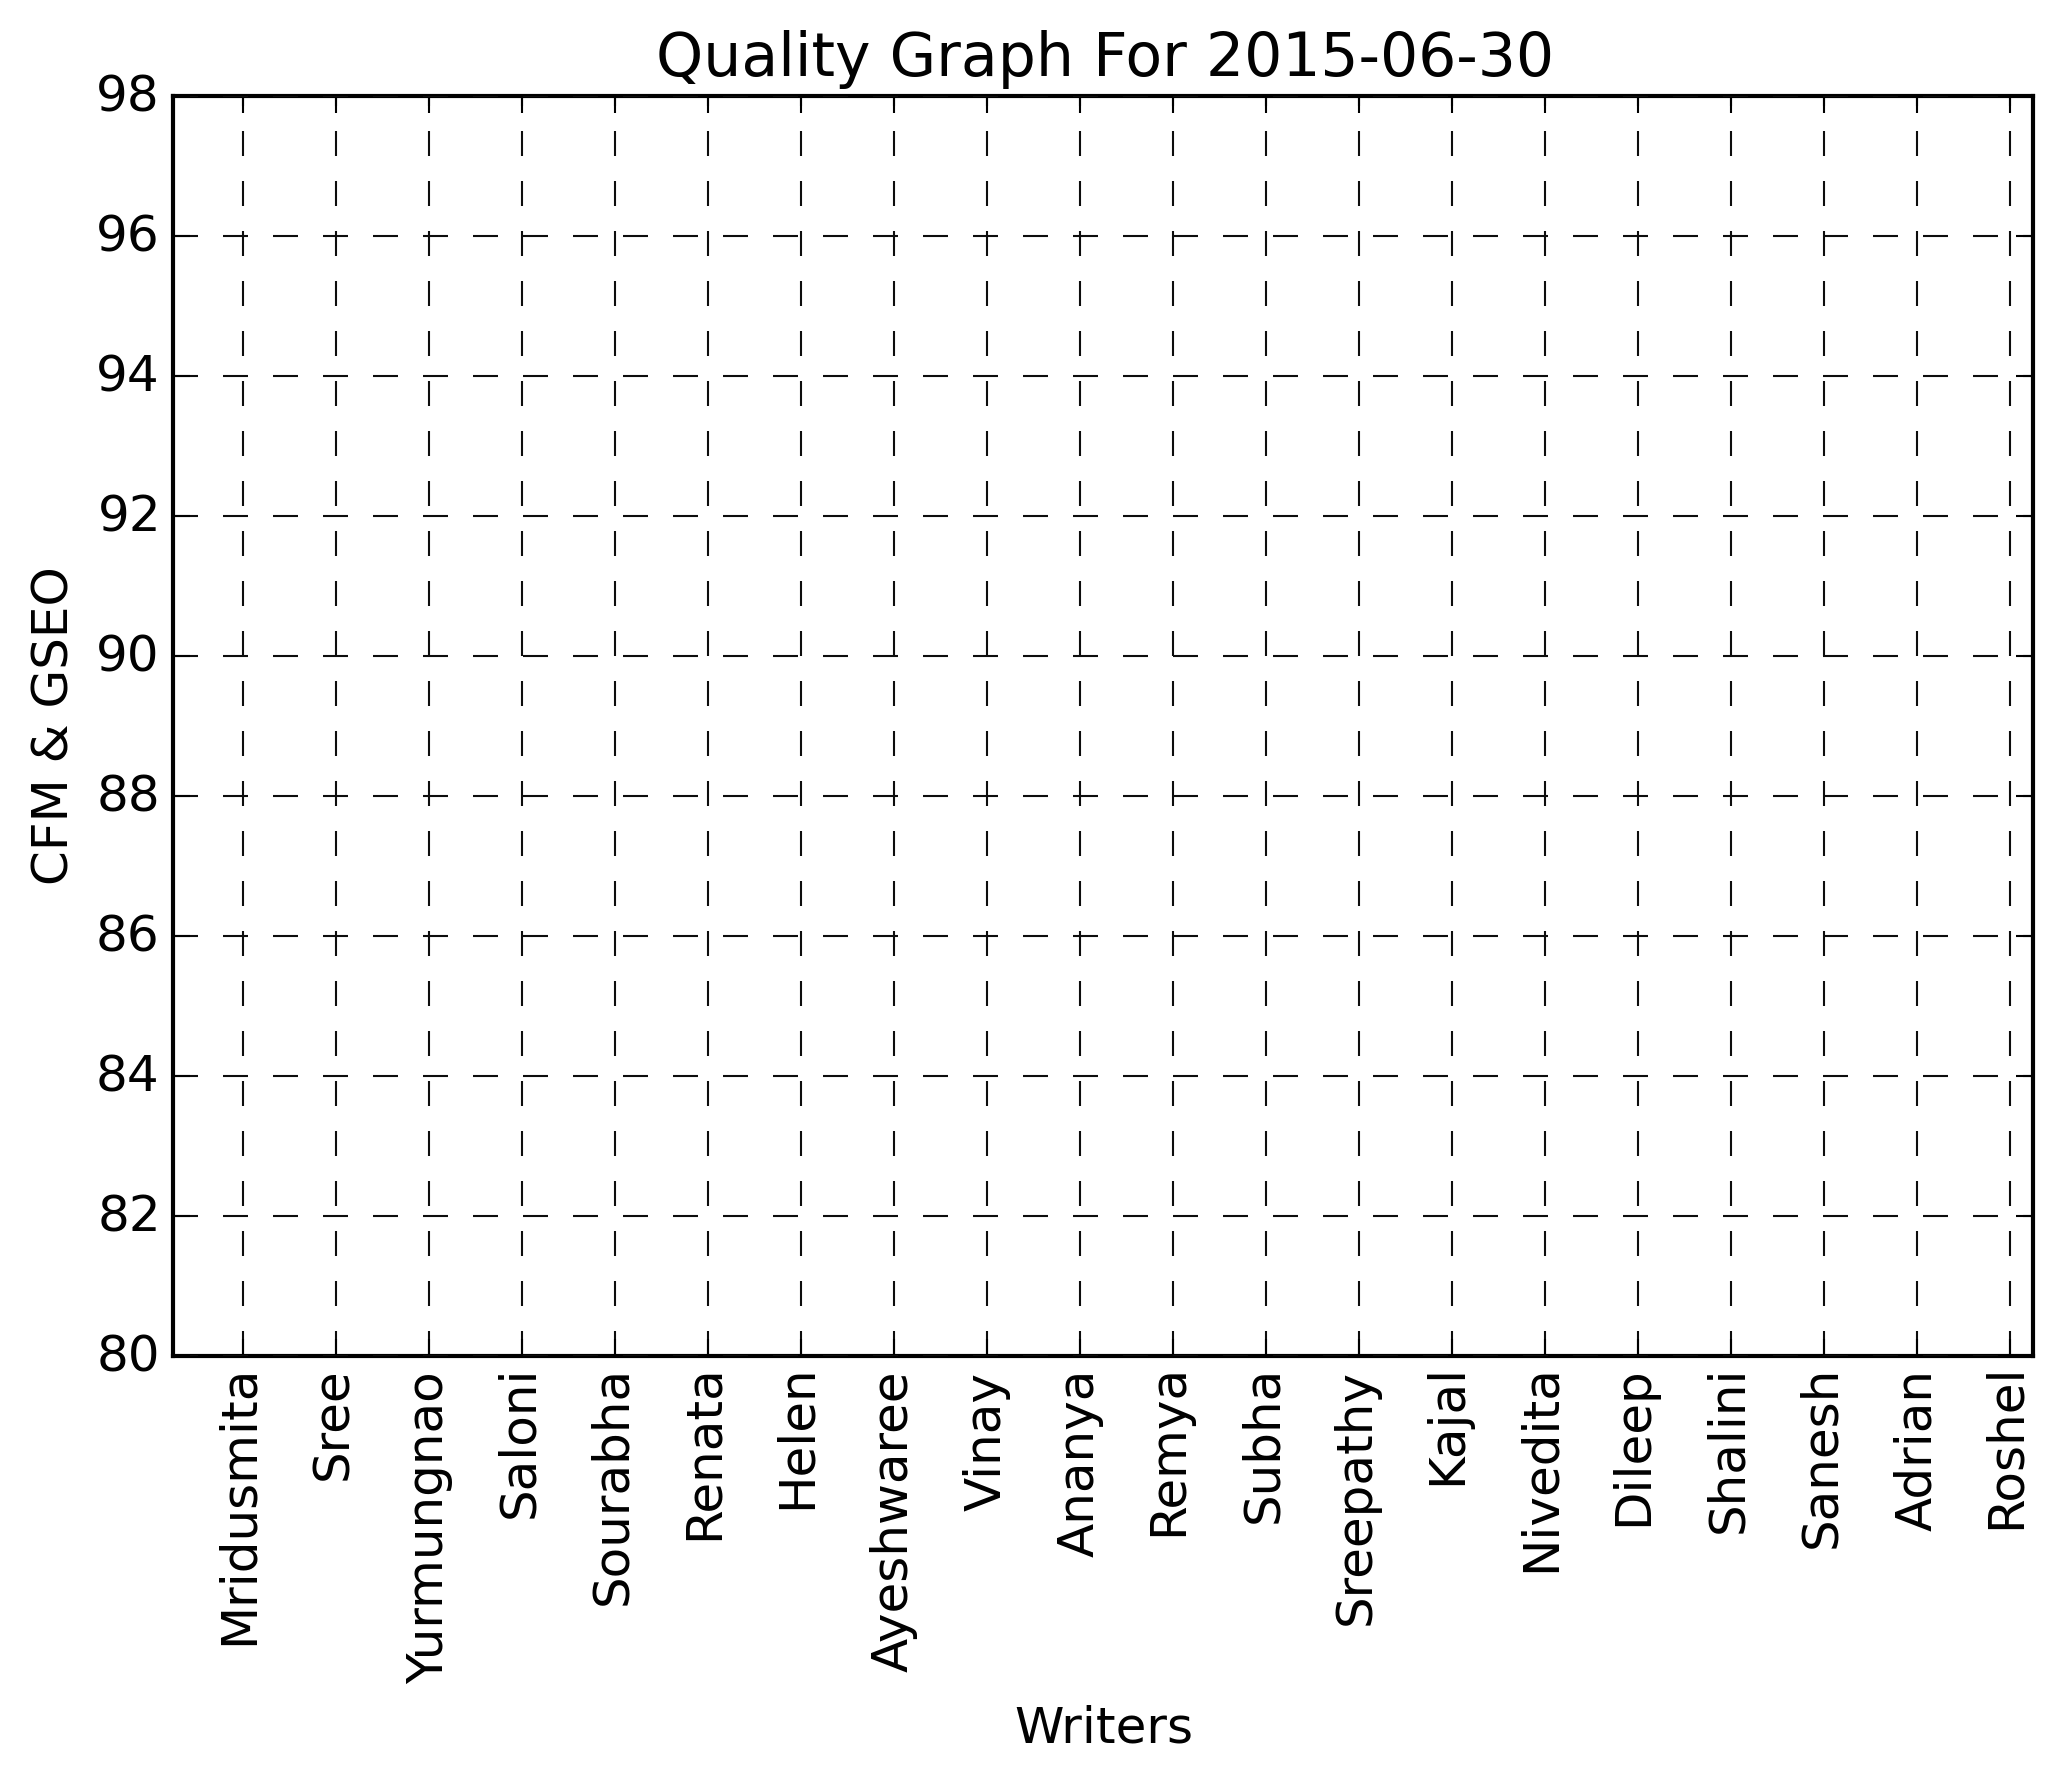 Quality Graph For 2015-06-30
98
96
94
92
90
88
86
84
82
80
CFM & GSEO
Mridusmita
Sree
Yurmungnao
Saloni
Sourabha
Renata
Helen
Ayeshwaree
Vinay
Ananya
Remya
Subha
Sreepathy
Kajal
Nivedita
Dileep
Shalini
Sanesh
Adrian
Roshel
Writers